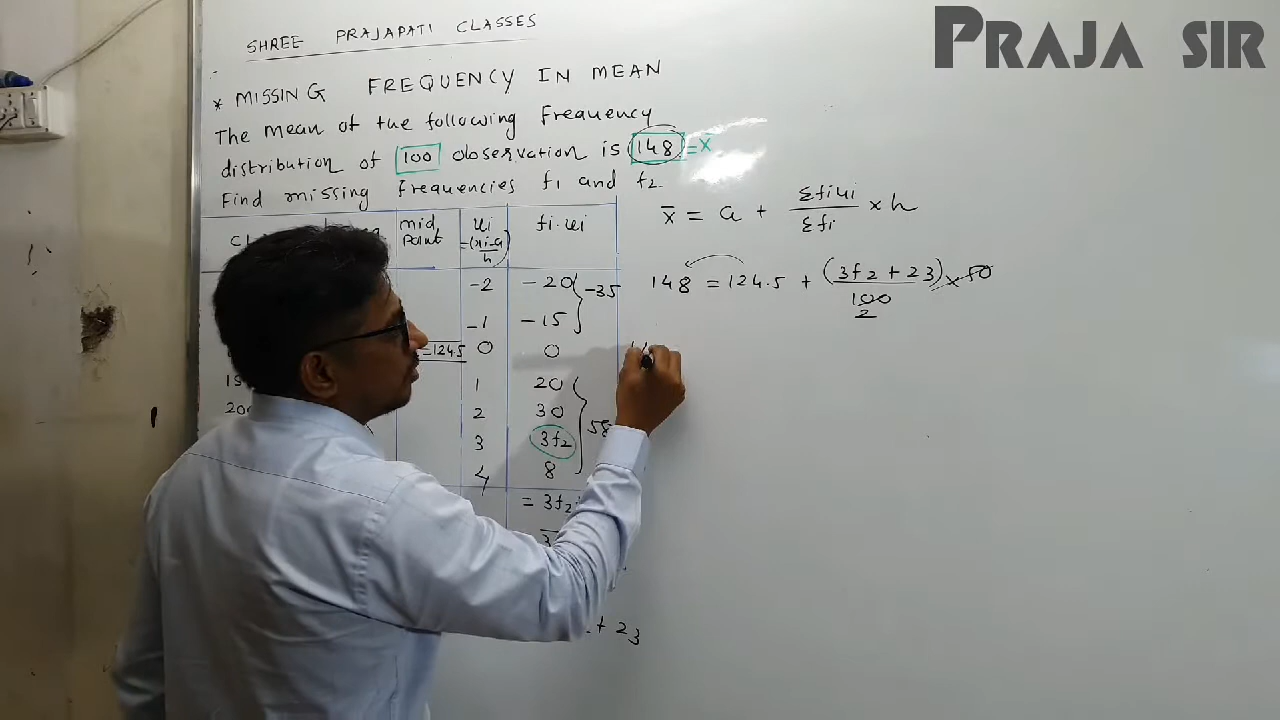 PRAJA SIR
SHREE PRAJAPATI CLASSES
* MISSING FREQUENCY IN MEAN
The mean of the following frequency
distribution of 100 observation is 148 = x̄
Find missing frequencies f1 and f2.
mid point
ui = (xi-a)/h
fi·ui
-2 -20 } -35
-1 -15
=124.5 0 0
1 20
200 2 30 58
3 3f2
4 8
= 3f2
+ 23
x̄ = a + Σfiui/Σfi × h
148 = 124.5 + (3f2 + 23)/100 × 50
2